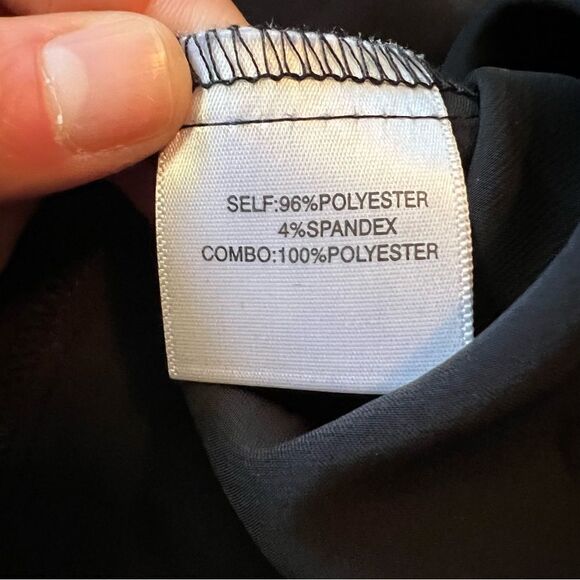 SELF:96%POLYESTER
4%SPANDEX
COMBO:100%POLYESTER